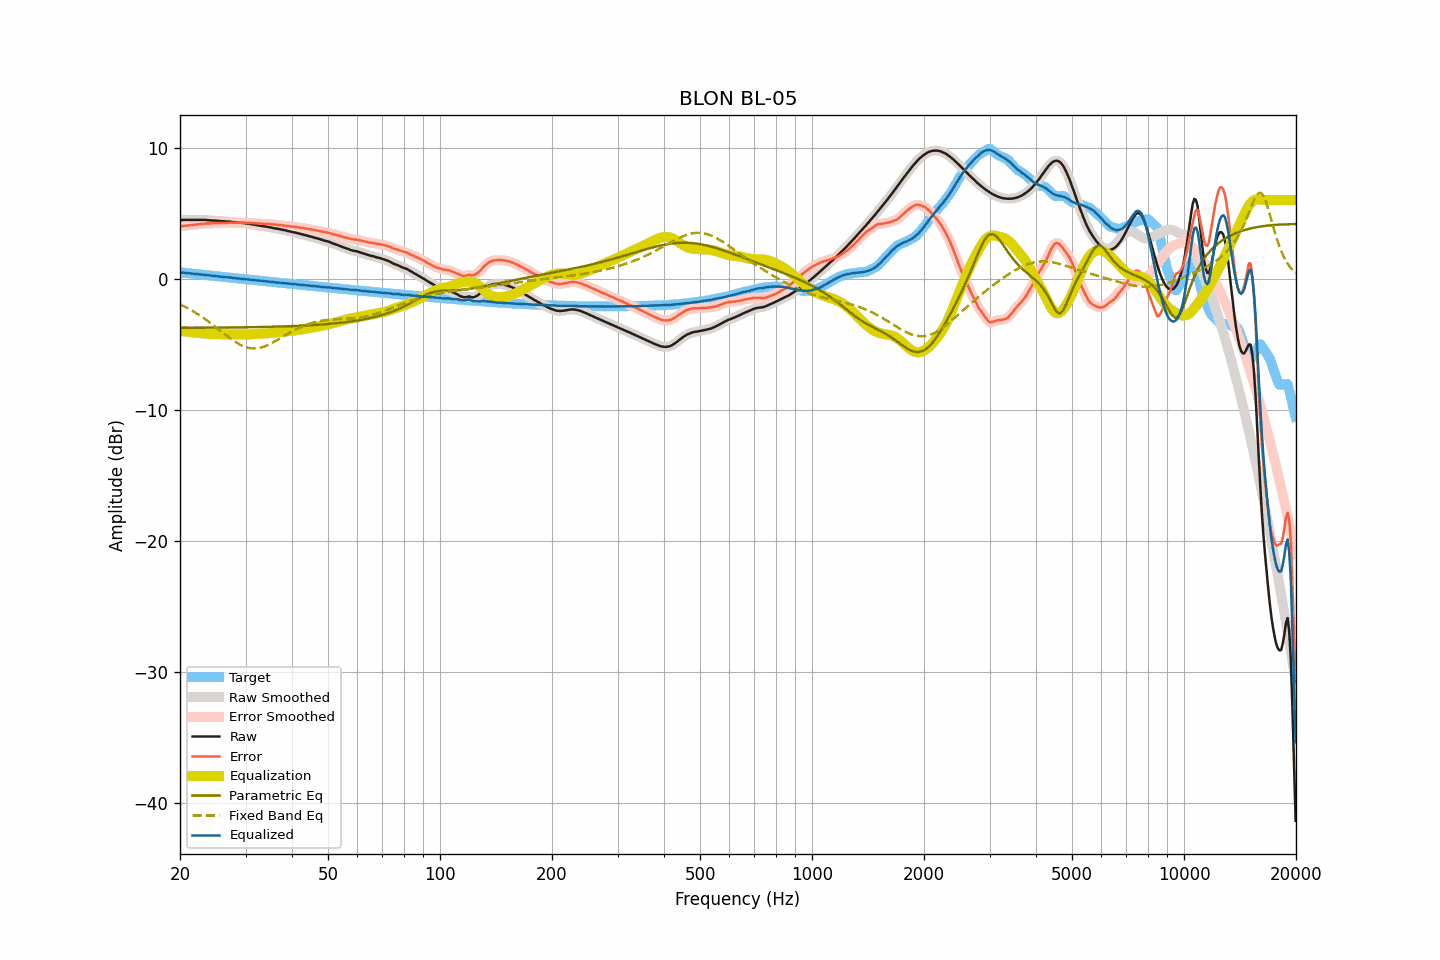 BLON BL-05
Amplitude (dBr)
10
0
−10
−20
−30
−40
Target
Raw Smoothed
Error Smoothed
Raw
Error
Equalization
Parametric Eq
Fixed Band Eq
Equalized
20 50 100 200 500 1000 2000 5000 10000 20000
Frequency (Hz)